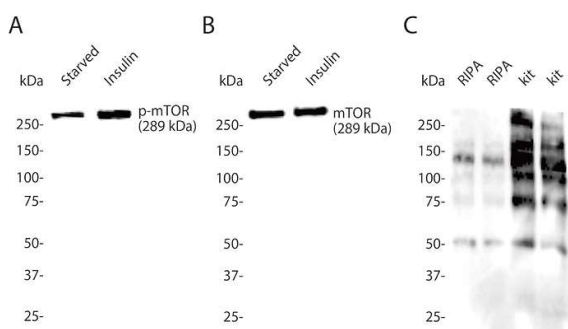 A
kDa
Starved
Insulin
p-mTOR
(289 kDa)
250-
150-
100-
75-
50-
37-
25-
B
kDa
Starved
Insulin
mTOR
(289 kDa)
250-
150-
100-
75-
50-
37-
25-
C
kDa
RIPA
RIPA
kit
kit
250-
150-
100-
75-
50-
37-
25-